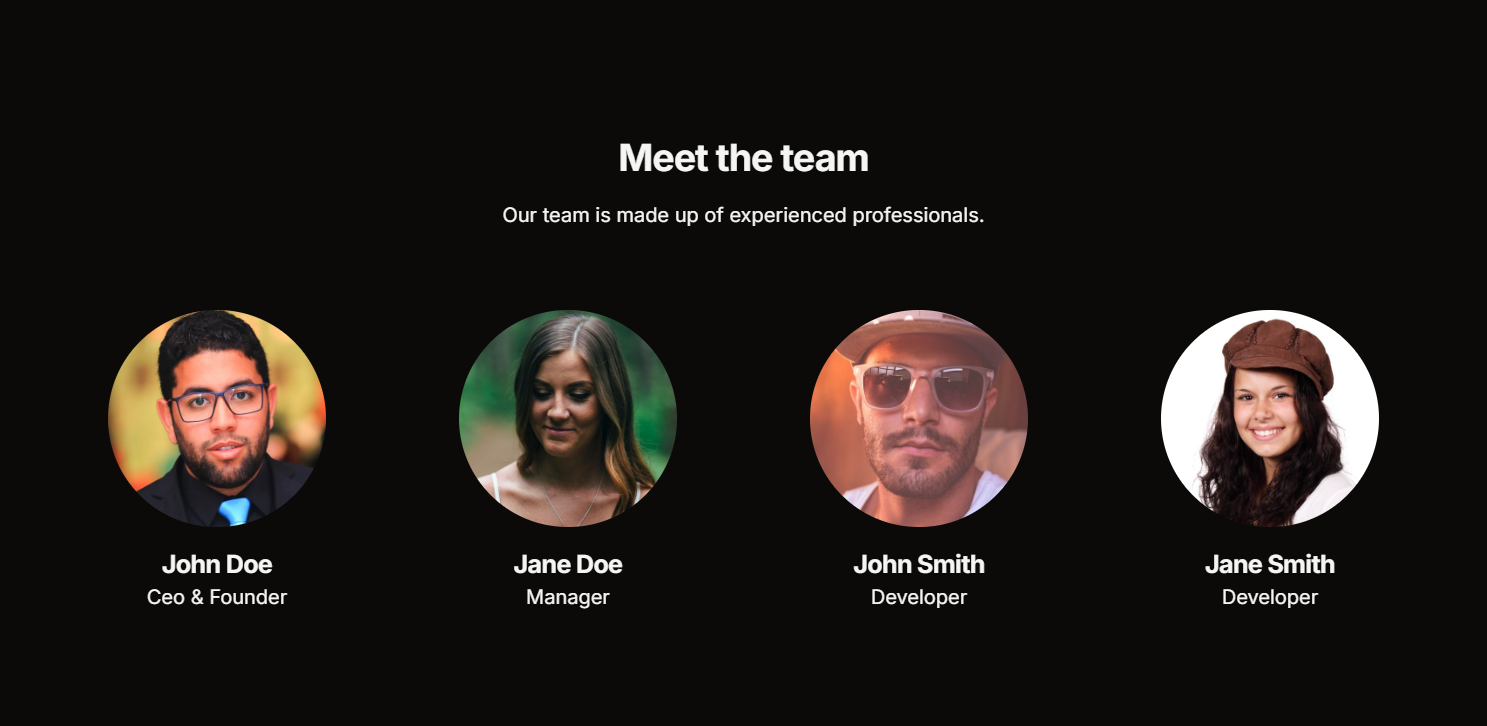 Meet the team
Our team is made up of experienced professionals.
John Doe
Ceo & Founder
Jane Doe
Manager
John Smith
Developer
Jane Smith
Developer